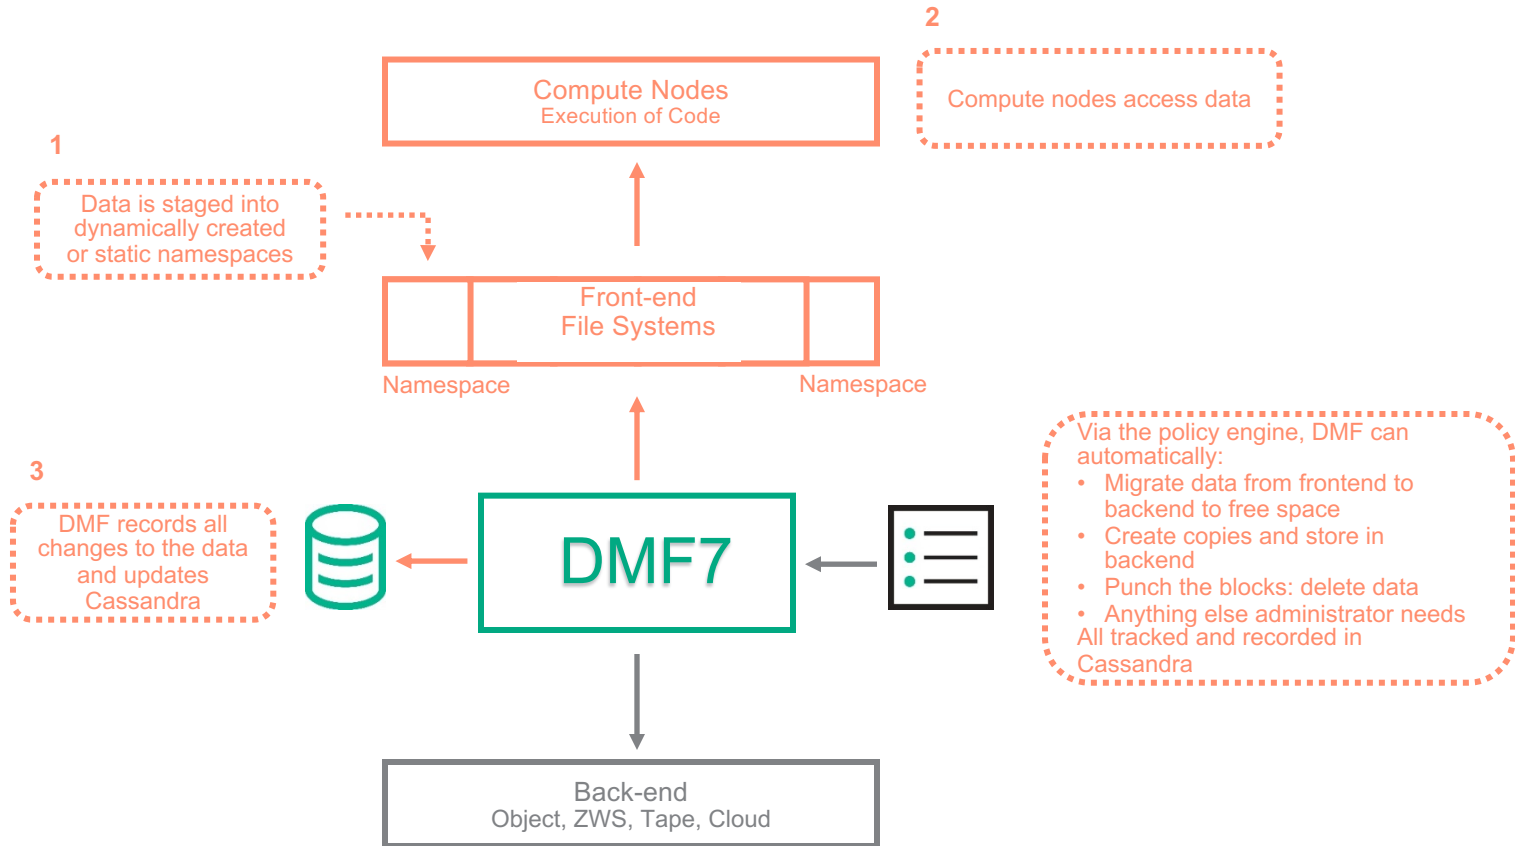 2
Compute Nodes
Execution of Code
Compute nodes access data
1
Data is staged into
dynamically created
or static namespaces
Front-end
File Systems
Namespace
Namespace
Via the policy engine, DMF can
automatically:
• Migrate data from frontend to
backend to free space
• Create copies and store in
backend
• Punch the blocks: delete data
• Anything else administrator needs
All tracked and recorded in
Cassandra
3
DMF records all
changes to the data
and updates
Cassandra
DMF7
Back-end
Object, ZWS, Tape, Cloud